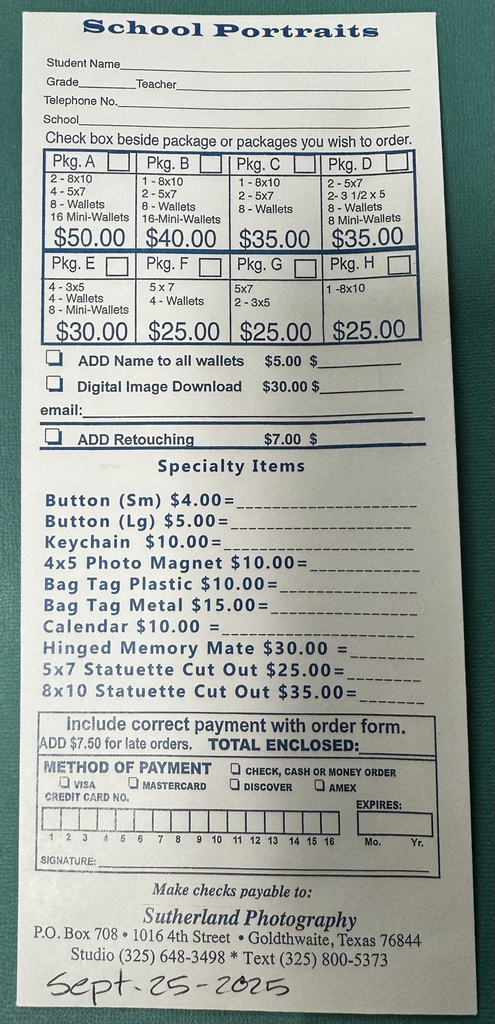 School Portraits
Student Name
Grade Teacher
Telephone No.
School
Check box beside package or packages you wish to order.
Pkg. A Pkg. B Pkg. C Pkg. D
2 - 8x10 1 - 8x10 1 - 8x10 2 - 5x7
4 - 5x7 2 - 5x7 2 - 5x7 2- 3 1/2 x 5
8 - Wallets 8 - Wallets 8 - Wallets 8 - Wallets
16 Mini-Wallets 16-Mini-Wallets 8 Mini-Wallets
$50.00 $40.00 $35.00 $35.00
Pkg. E Pkg. F Pkg. G Pkg. H
4 - 3x5 5 x 7 5x7 1 -8x10
4 - Wallets 4 - Wallets 2 - 3x5
8 - Mini-Wallets
$30.00 $25.00 $25.00 $25.00
ADD Name to all wallets $5.00 $
Digital Image Download $30.00 $
email:
ADD Retouching $7.00 $
Specialty Items
Button (Sm) $4.00=
Button (Lg) $5.00=
Keychain $10.00=
4x5 Photo Magnet $10.00=
Bag Tag Plastic $10.00=
Bag Tag Metal $15.00=
Calendar $10.00 =
Hinged Memory Mate $30.00 =
5x7 Statuette Cut Out $25.00=
8x10 Statuette Cut Out $35.00=
Include correct payment with order form.
ADD $7.50 for late orders. TOTAL ENCLOSED:
METHOD OF PAYMENT CHECK, CASH OR MONEY ORDER
VISA MASTERCARD DISCOVER AMEX
CREDIT CARD NO. EXPIRES:
1 2 3 4 5 6 7 8 9 10 11 12 13 14 15 16 Mo. Yr.
SIGNATURE:
Make checks payable to:
Sutherland Photography
P.O. Box 708 • 1016 4th Street • Goldthwaite, Texas 76844
Studio (325) 648-3498 * Text (325) 800-5373
Sept-25-2025